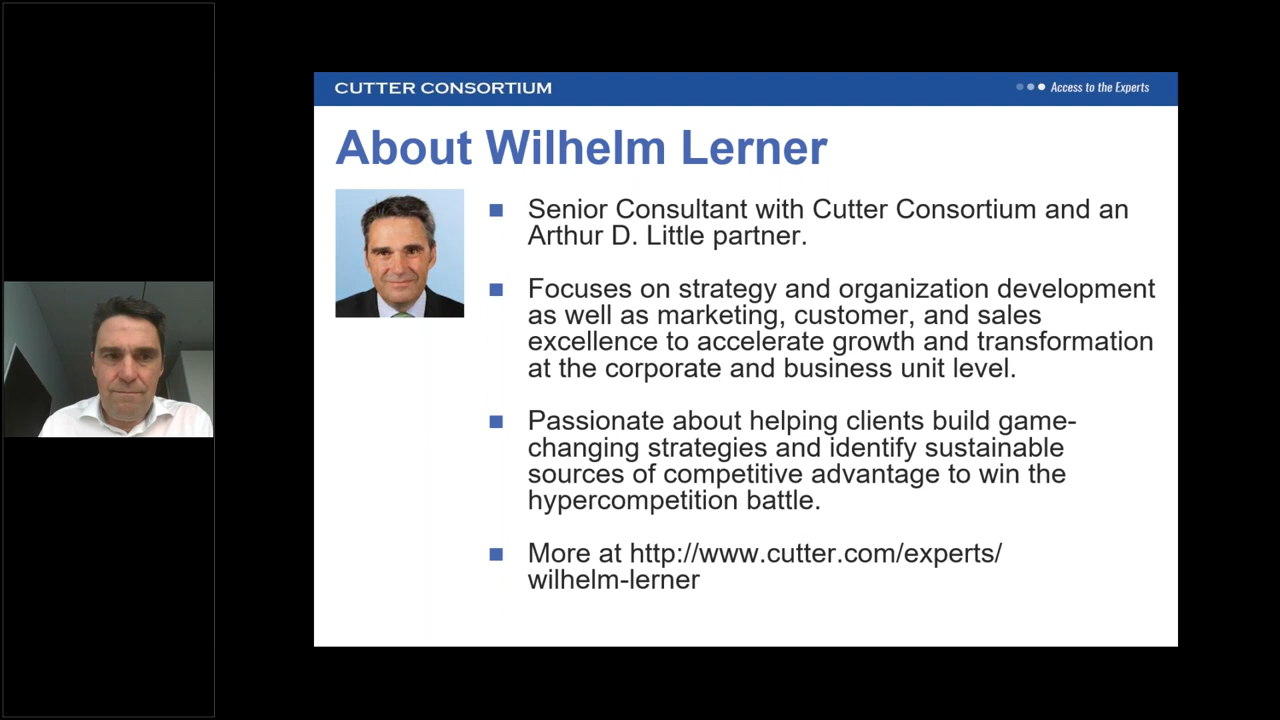 CUTTER CONSORTIUM
Access to the Experts
About Wilhelm Lerner
Senior Consultant with Cutter Consortium and an
Arthur D. Little partner.
Focuses on strategy and organization development
as well as marketing, customer, and sales
excellence to accelerate growth and transformation
at the corporate and business unit level.
Passionate about helping clients build game-
changing strategies and identify sustainable
sources of competitive advantage to win the
hypercompetition battle.
More at http://www.cutter.com/experts/
wilhelm-lerner